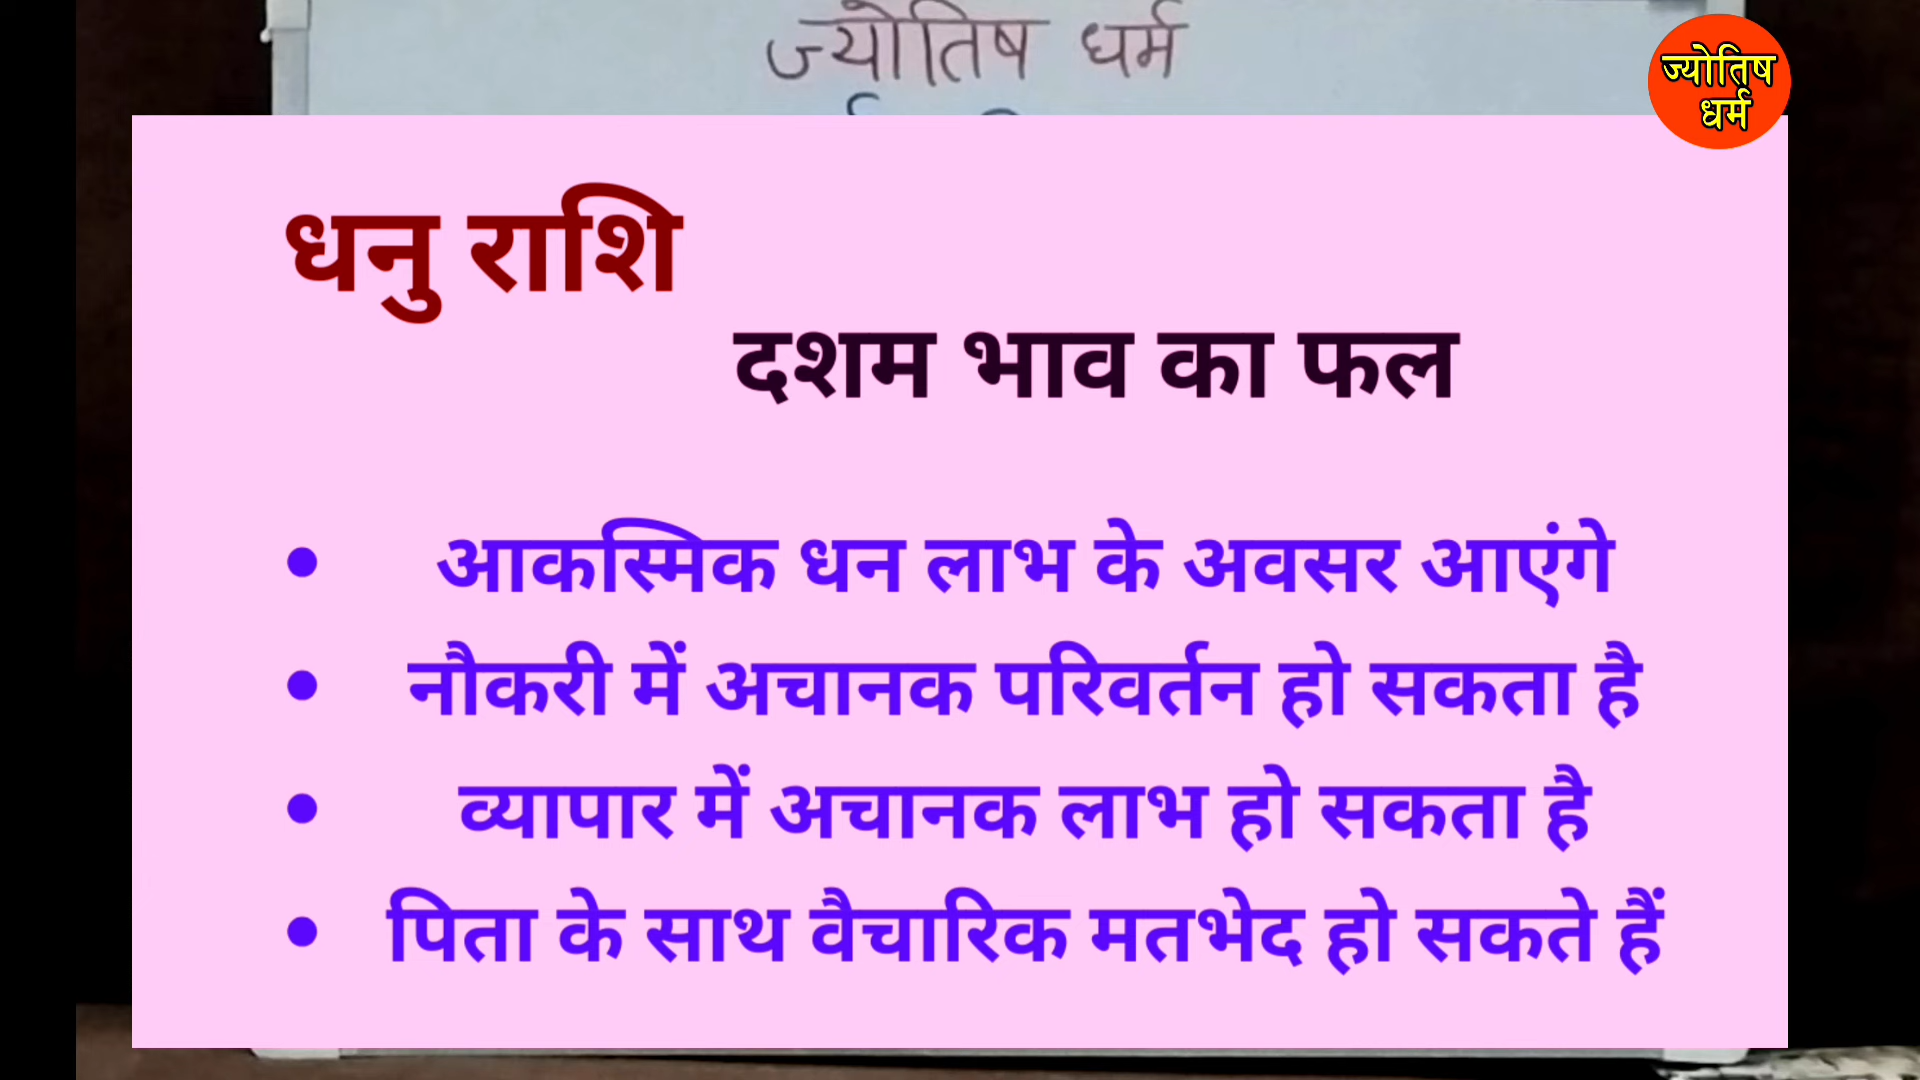 ज्योतिष धर्म
ज्योतिष
धर्म
धनु राशि
दशम भाव का फल
• आकस्मिक धन लाभ के अवसर आएंगे
• नौकरी में अचानक परिवर्तन हो सकता है
• व्यापार में अचानक लाभ हो सकता है
• पिता के साथ वैचारिक मतभेद हो सकते हैं